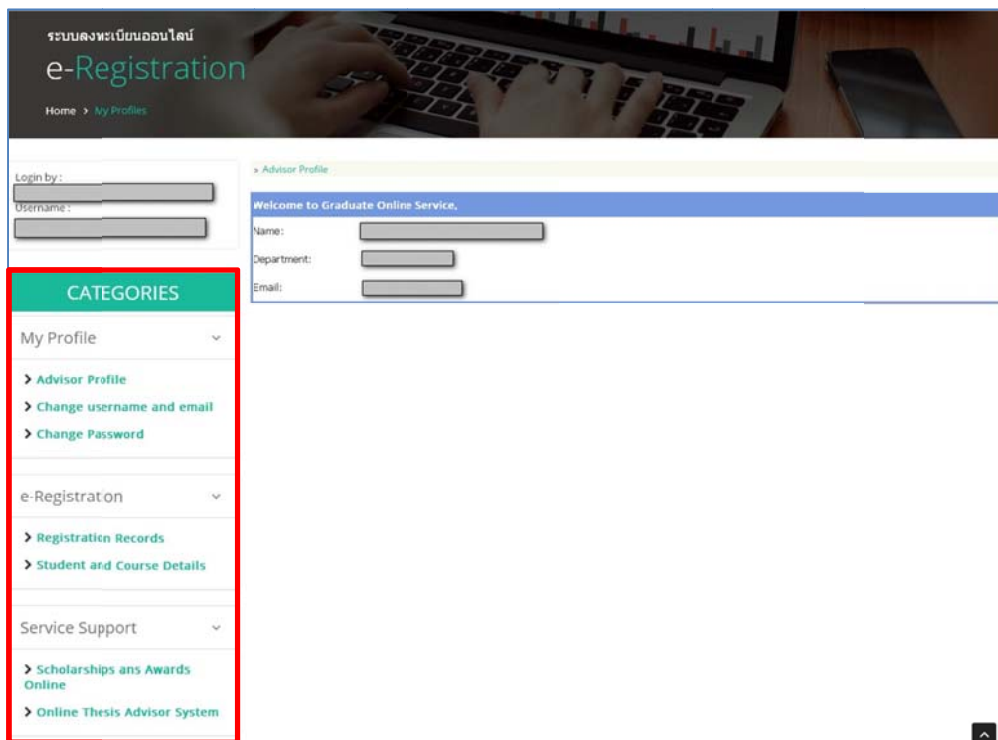 ระบบลงทะเบียนออนไลน์
e-Registration
Home > My Profiles
Login by :
Username :
> Advisor Profile
Welcome to Graduate Online Service,
Name:
Department:
Email:
CATEGORIES
My Profile
> Advisor Profile
> Change username and email
> Change Password
e-Registration
> Registration Records
> Student and Course Details
Service Support
> Scholarships ans Awards
Online
> Online Thesis Advisor System